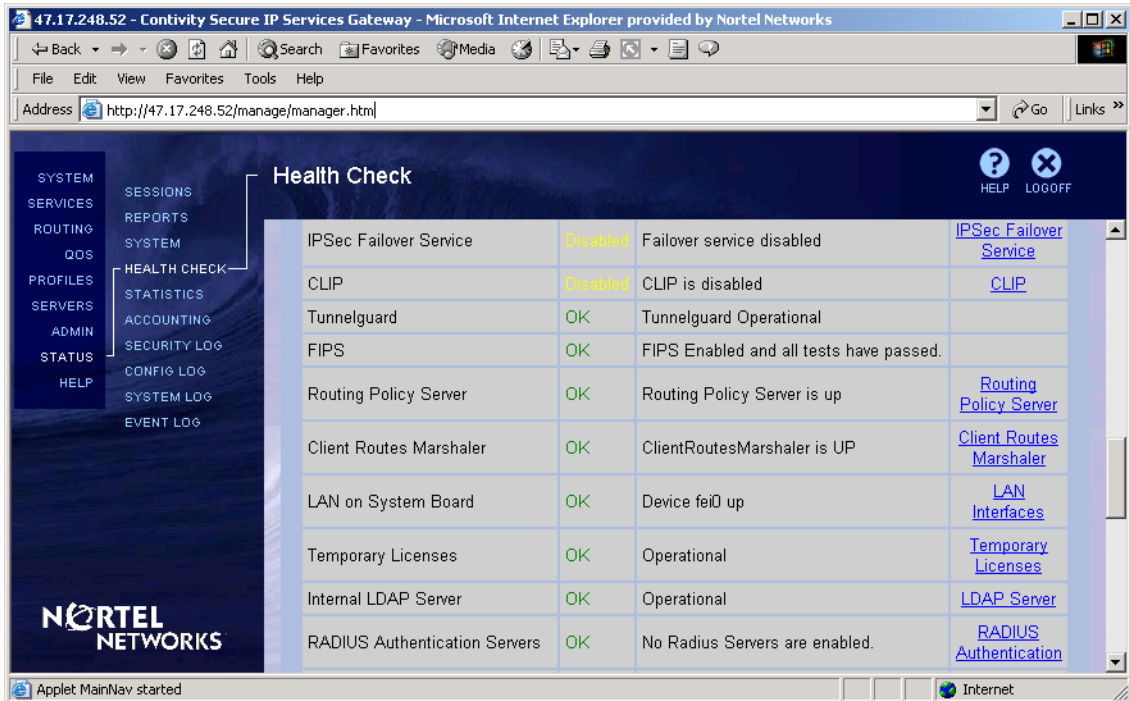 47.17.248.52 - Contivity Secure IP Services Gateway - Microsoft Internet Explorer provided by Nortel Networks
Back Search Favorites Media
File Edit View Favorites Tools Help
Address http://47.17.248.52/manage/manager.htm Go Links »
SYSTEM
SERVICES
ROUTING
QOS
PROFILES
SERVERS
ADMIN
STATUS
HELP
SESSIONS
REPORTS
SYSTEM
HEALTH CHECK
STATISTICS
ACCOUNTING
SECURITY LOG
CONFIG LOG
SYSTEM LOG
EVENT LOG
Health Check
HELP LOGOFF
IPSec Failover Service Disabled Failover service disabled IPSec Failover
Service
CLIP Disabled CLIP is disabled CLIP
Tunnelguard OK Tunnelguard Operational
FIPS OK FIPS Enabled and all tests have passed.
Routing Policy Server OK Routing Policy Server is up Routing
Policy Server
Client Routes Marshaler OK ClientRoutesMarshaler is UP Client Routes
Marshaler
LAN on System Board OK Device fei0 up LAN
Interfaces
Temporary Licenses OK Operational Temporary
Licenses
Internal LDAP Server OK Operational LDAP Server
RADIUS Authentication Servers OK No Radius Servers are enabled. RADIUS
Authentication
NORTEL
NETWORKS
Applet MainNav started Internet